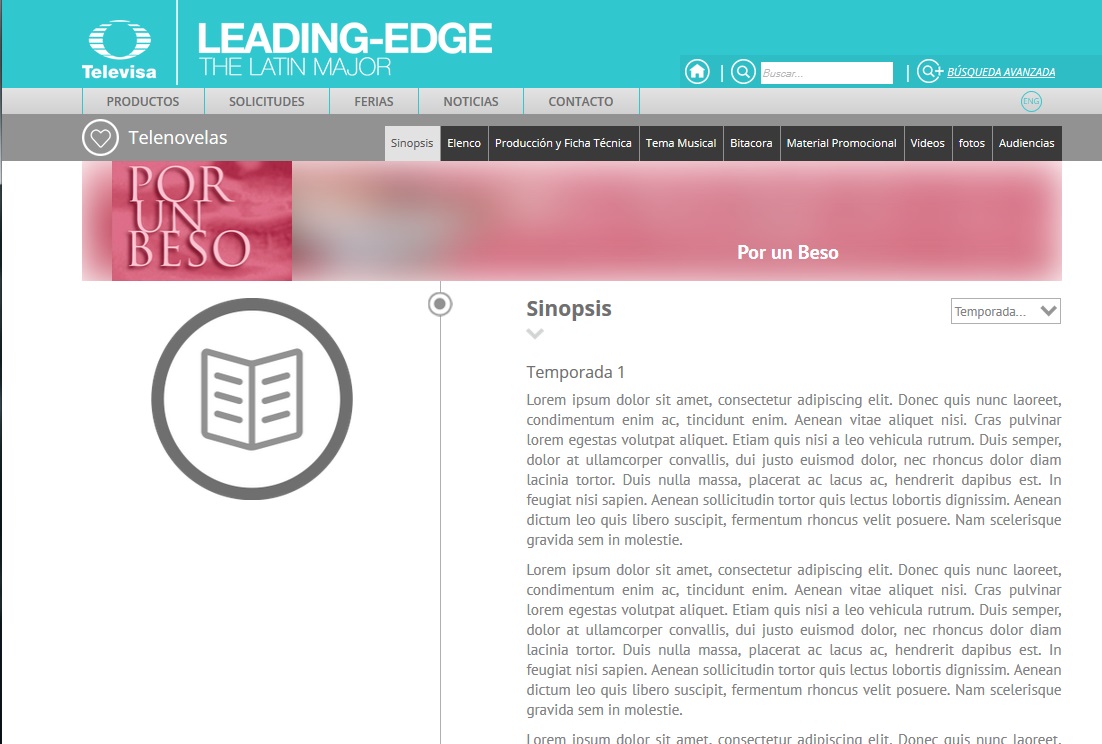 Televisa
LEADING-EDGE
THE LATIN MAJOR
Buscar...
BÚSQUEDA AVANZADA
PRODUCTOS SOLICITUDES FERIAS NOTICIAS CONTACTO ENG
Telenovelas
Sinopsis Elenco Producción y Ficha Técnica Tema Musical Bitacora Material Promocional Videos fotos Audiencias
POR
UN
BESO
Por un Beso
Sinopsis
Temporada...
Temporada 1
Lorem ipsum dolor sit amet, consectetur adipiscing elit. Donec quis nunc laoreet,
condimentum enim ac, tincidunt enim. Aenean vitae aliquet nisi. Cras pulvinar
lorem egestas volutpat aliquet. Etiam quis nisi a leo vehicula rutrum. Duis semper,
dolor at ullamcorper convallis, dui justo euismod dolor, nec rhoncus dolor diam
lacinia tortor. Duis nulla massa, placerat ac lacus ac, hendrerit dapibus est. In
feugiat nisi sapien. Aenean sollicitudin tortor quis lectus lobortis dignissim. Aenean
dictum leo quis libero suscipit, fermentum rhoncus velit posuere. Nam scelerisque
gravida sem in molestie.
Lorem ipsum dolor sit amet, consectetur adipiscing elit. Donec quis nunc laoreet,
condimentum enim ac, tincidunt enim. Aenean vitae aliquet nisi. Cras pulvinar
lorem egestas volutpat aliquet. Etiam quis nisi a leo vehicula rutrum. Duis semper,
dolor at ullamcorper convallis, dui justo euismod dolor, nec rhoncus dolor diam
lacinia tortor. Duis nulla massa, placerat ac lacus ac, hendrerit dapibus est. In
feugiat nisi sapien. Aenean sollicitudin tortor quis lectus lobortis dignissim. Aenean
dictum leo quis libero suscipit, fermentum rhoncus velit posuere. Nam scelerisque
gravida sem in molestie.
Lorem ipsum dolor sit amet, consectetur adipiscing elit. Donec quis nunc laoreet,